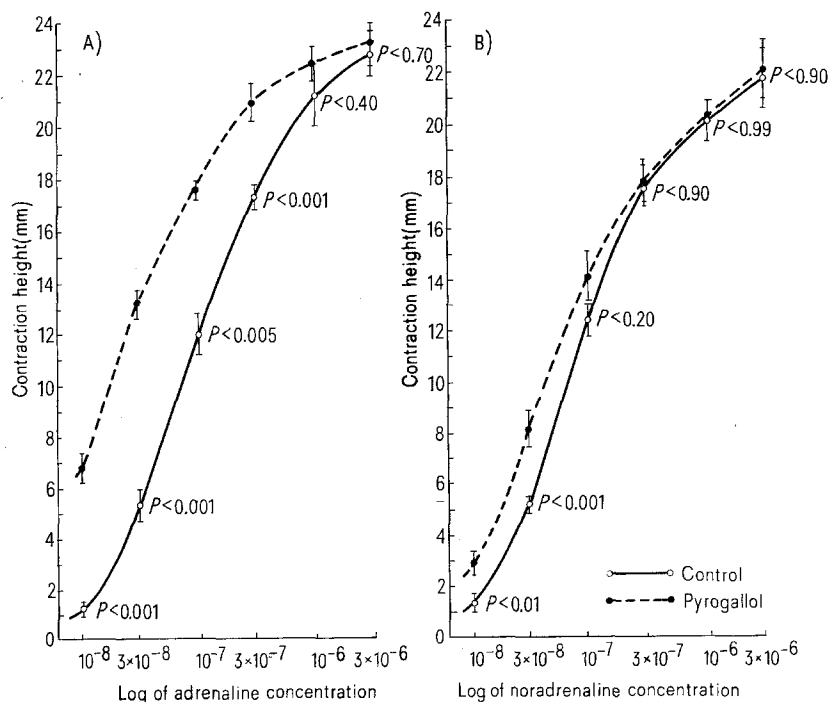 A)
24
22
20
18
16
14
12
10
8
6
4
2
0
Contraction height(mm)
P<0.70
P<0.40
P<0.001
P<0.005
P<0.001
P<0.001
10⁻⁸ 3×10⁻⁸ 10⁻⁷ 3×10⁻⁷ 10⁻⁶ 3×10⁻⁶
Log of adrenaline concentration
B)
24
22
20
18
16
14
12
10
8
6
4
2
0
Contraction height(mm)
P<0.90
P<0.99
P<0.90
P<0.20
P<0.001
P<0.01
Control
Pyrogallol
10⁻⁸ 3×10⁻⁸ 10⁻⁷ 3×10⁻⁷ 10⁻⁶ 3×10⁻⁶
Log of noradrenaline concentration